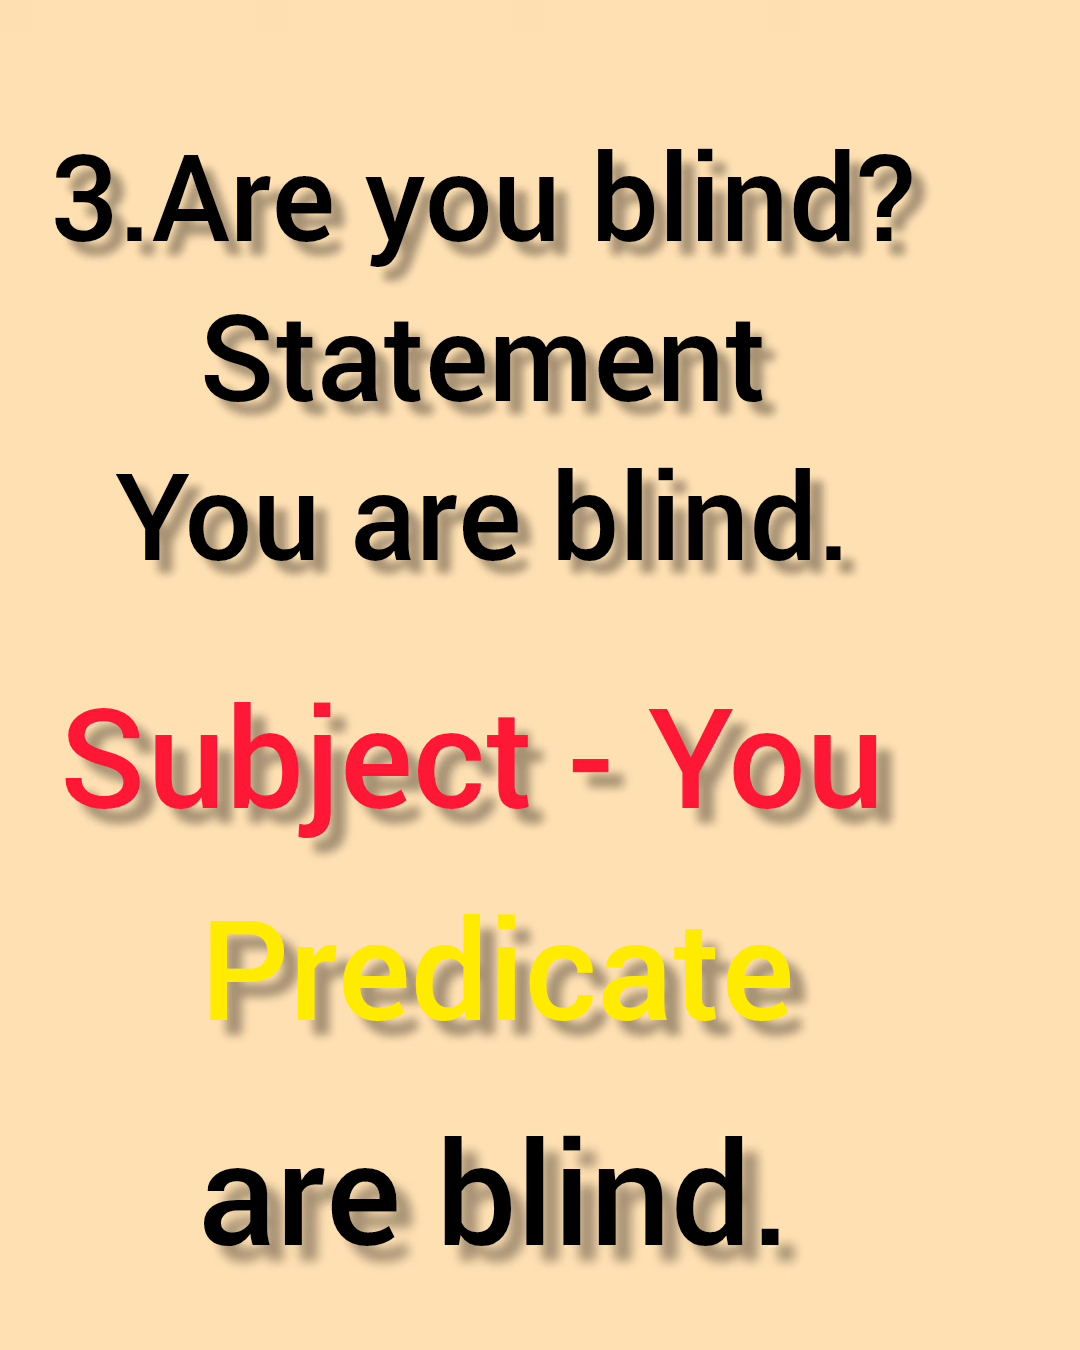 3.Are you blind?
Statement
You are blind.
Subject - You
Predicate
are blind.